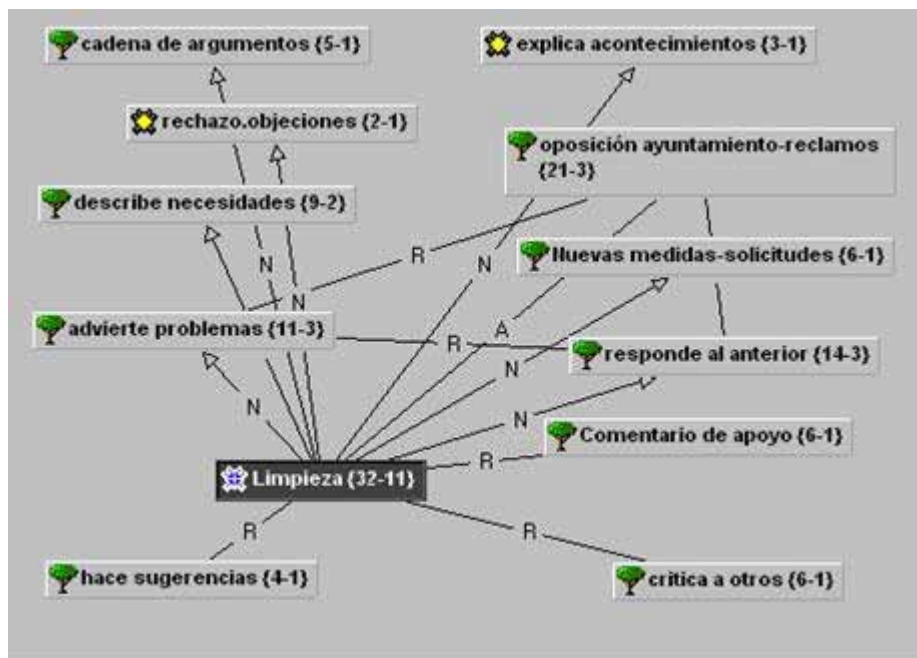 cadena de argumentos {5-1}
explica acontecimientos {3-1}
rechazo.objeciones {2-1}
oposición ayuntamiento-reclamos
{21-3}
describe necesidades {9-2}
Nuevas medidas-solicitudes {6-1}
R
N
N
N
advierte problemas {11-3}
A
R
responde al anterior {14-3}
N
N
N
Comentario de apoyo {6-1}
R
Limpieza {32-11}
R
R
hace sugerencias {4-1}
critica a otros {6-1}